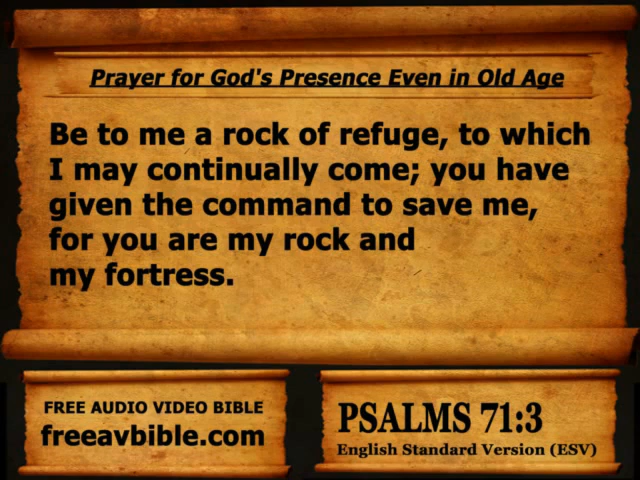 Prayer for God's Presence Even in Old Age
Be to me a rock of refuge, to which
I may continually come; you have
given the command to save me,
for you are my rock and
my fortress.
FREE AUDIO VIDEO BIBLE
freeavbible.com
PSALMS 71:3
English Standard Version (ESV)